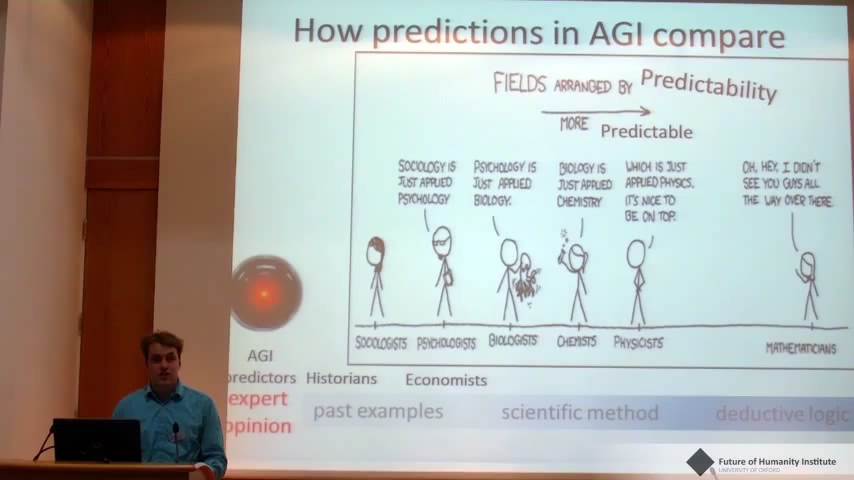 How predictions in AGI compare
FIELDS ARRANGED BY Predictability
MORE Predictable
SOCIOLOGY IS
JUST APPLIED
PSYCHOLOGY
PSYCHOLOGY IS
JUST APPLIED
BIOLOGY.
BIOLOGY IS
JUST APPLIED
CHEMISTRY
WHICH IS JUST
APPLIED PHYSICS.
IT'S NICE TO
BE ON TOP.
OH, HEY, I DIDN'T
SEE YOU GUYS ALL
THE WAY OVER THERE.
SOCIOLOGISTS PSYCHOLOGISTS BIOLOGISTS CHEMISTS PHYSICISTS MATHEMATICIANS
AGI
predictors Historians Economists
expert
opinion
past examples scientific method deductive logic
Future of Humanity Institute
UNIVERSITY OF OXFORD